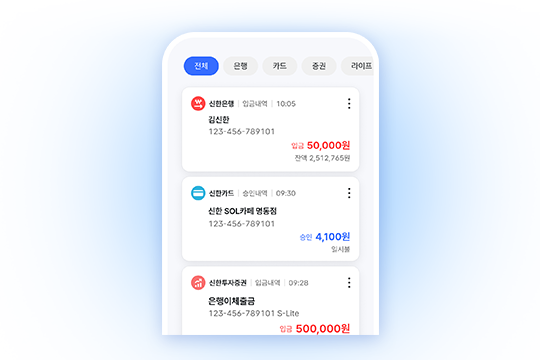 전체 은행 카드 증권 라이프
신한은행 | 입금내역 | 10:05
김신한
123-456-789101
입금 50,000원
잔액 2,512,765원
신한카드 | 승인내역 | 09:30
신한 SOL카페 명동점
123-456-789101
승인 4,100원
일시불
신한투자증권 | 입금내역 | 09:28
은행이체출금
123-456-789101 S-Lite
입금 500,000원